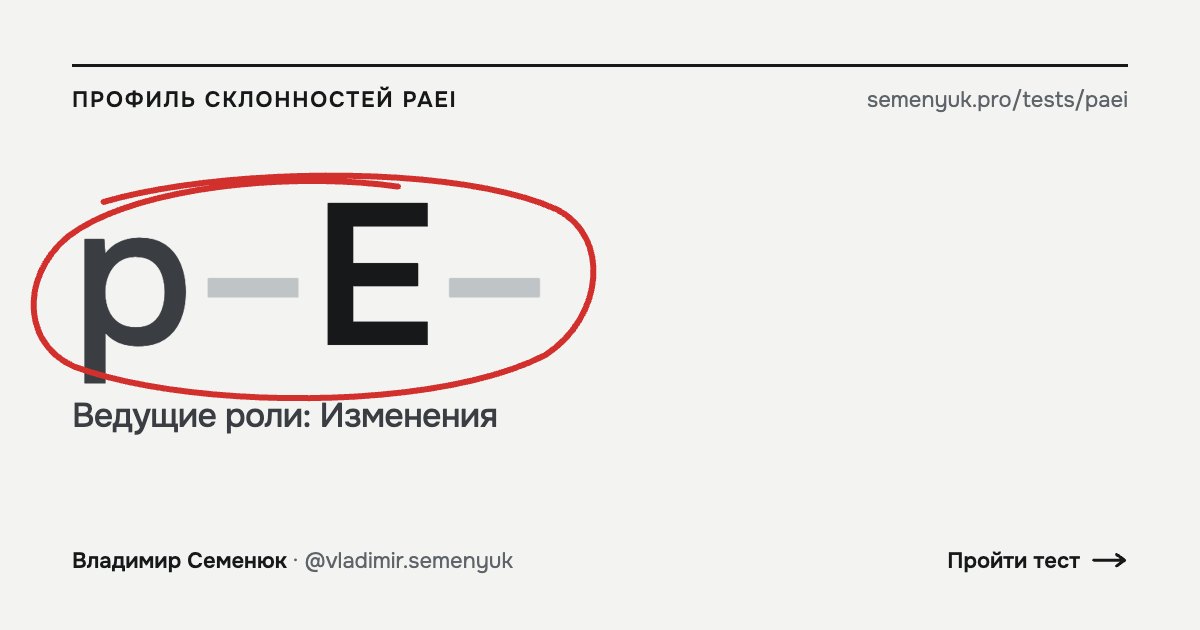 ПРОФИЛЬ СКЛОННОСТЕЙ PAEI
semenyuk.pro/tests/paei
p – E –
Ведущие роли: Изменения
Владимир Семенюк · @vladimir.semenyuk
Пройти тест →